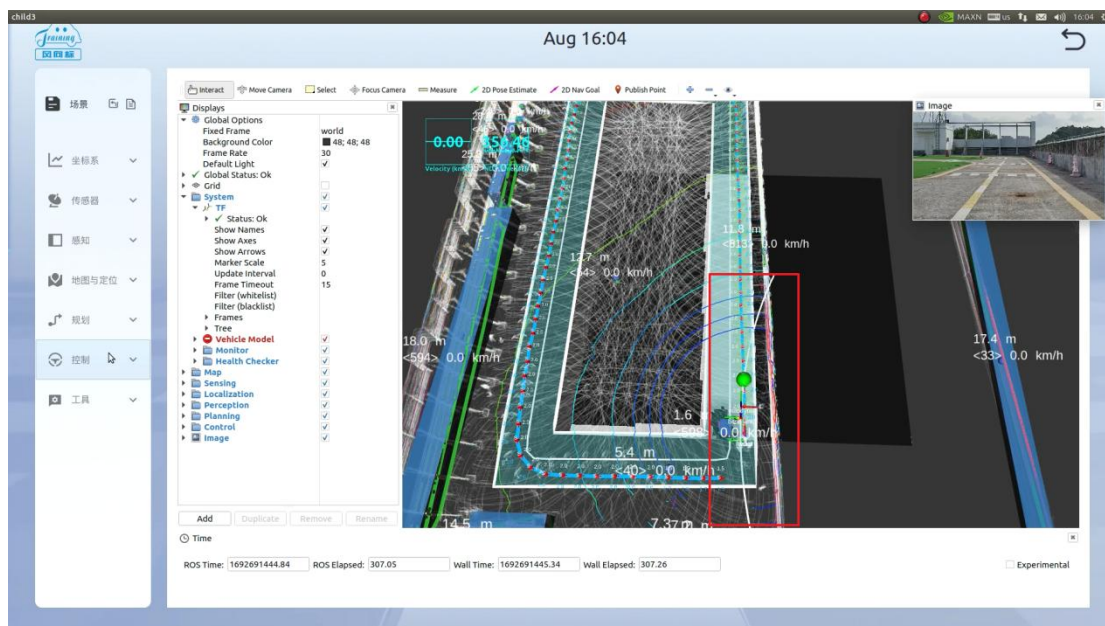 child3
MAXN us 16:04
Training
风向标
Aug 16:04
场景
坐标系
传感器
感知
地图与定位
规划
控制
工具
Interact Move Camera Select Focus Camera Measure 2D Pose Estimate 2D Nav Goal Publish Point
Displays
Global Options
Fixed Frame world
Background Color 48; 48; 48
Frame Rate 30
Default Light
Global Status: Ok
Grid
System
TF
Status: Ok
Show Names
Show Axes
Show Arrows
Marker Scale 5
Update Interval 0
Frame Timeout 15
Filter (whitelist)
Filter (blacklist)
Frames
Tree
Vehicle Model
Monitor
Health Checker
Map
Sensing
Localization
Perception
Planning
Control
Image
Add Duplicate Remove Rename
Image
0.00
11.8 m
<813> 0.0 km/h
12.7 m
<54> 0.0 km/h
18.0 m
<594> 0.0 km/h
17.4 m
<33> 0.0 km/h
1.6
0.0 km/h
5.4 m
<40> 0.0 km/h
14.5 m
Time
ROS Time: 1692691444.84 ROS Elapsed: 307.05 Wall Time: 1692691445.34 Wall Elapsed: 307.26 Experimental